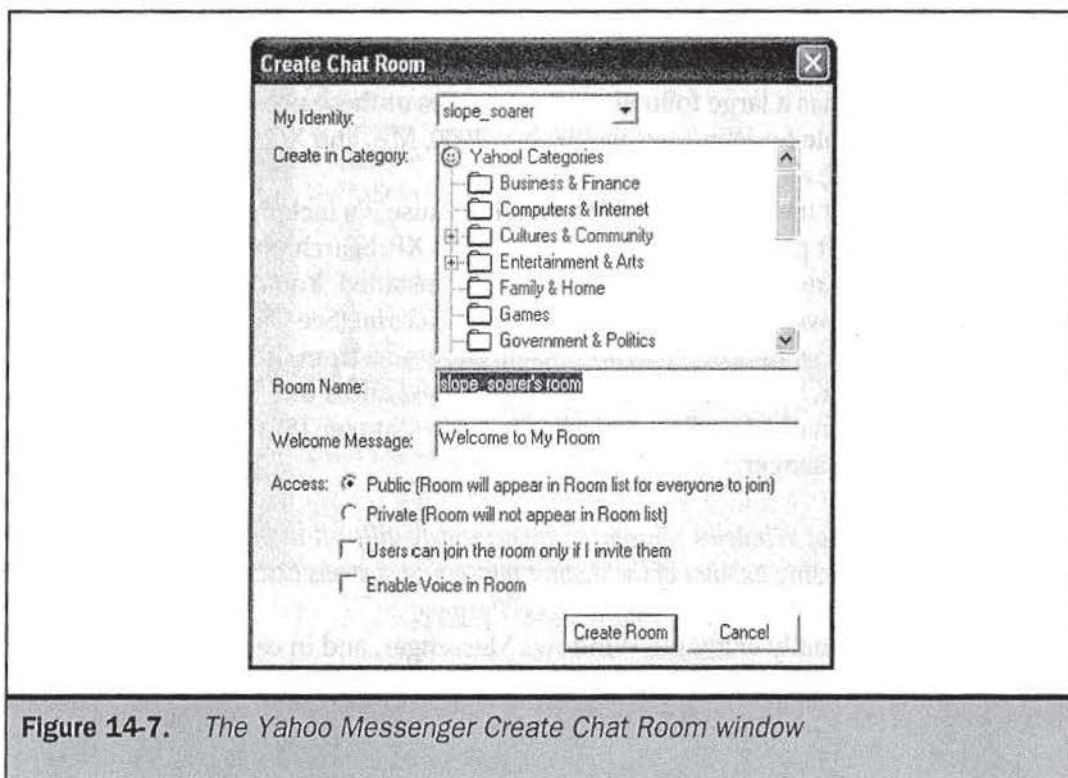 Create Chat Room
My Identity: slope_soarer
Create in Category: Yahoo! Categories
Business & Finance
Computers & Internet
Cultures & Community
Entertainment & Arts
Family & Home
Games
Government & Politics
Room Name: slope_soarer's room
Welcome Message: Welcome to My Room
Access: Public (Room will appear in Room list for everyone to join)
Private (Room will not appear in Room list)
Users can join the room only if I invite them
Enable Voice in Room
Create Room Cancel
Figure 14-7. The Yahoo Messenger Create Chat Room window